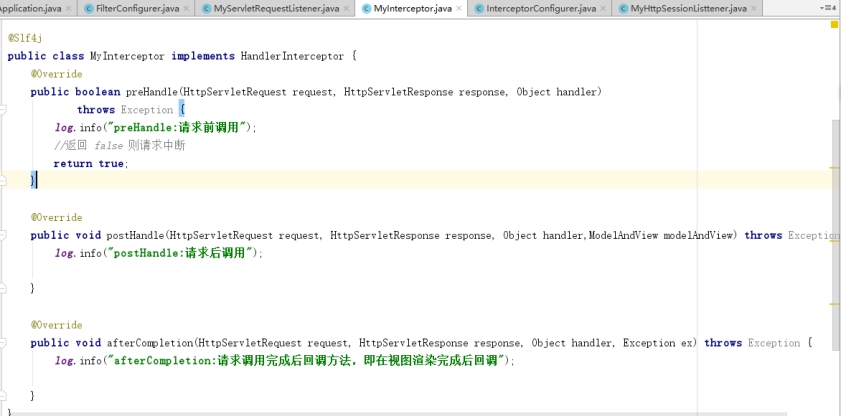 Application.java FilterConfigurer.java MyServletRequestListener.java MyInterceptor.java InterceptorConfigurer.java MyHttpSessionListtener.java
@Slf4j
public class MyInterceptor implements HandlerInterceptor {
@Override
public boolean preHandle(HttpServletRequest request, HttpServletResponse response, Object handler)
throws Exception {
log.info("preHandle:请求前调用");
//返回 false 则请求中断
return true;
}
@Override
public void postHandle(HttpServletRequest request, HttpServletResponse response, Object handler,ModelAndView modelAndView) throws Exception
log.info("postHandle:请求后调用");
}
@Override
public void afterCompletion(HttpServletRequest request, HttpServletResponse response, Object handler, Exception ex) throws Exception {
log.info("afterCompletion:请求调用完成后回调方法，即在视图渲染完成后回调");
}
}